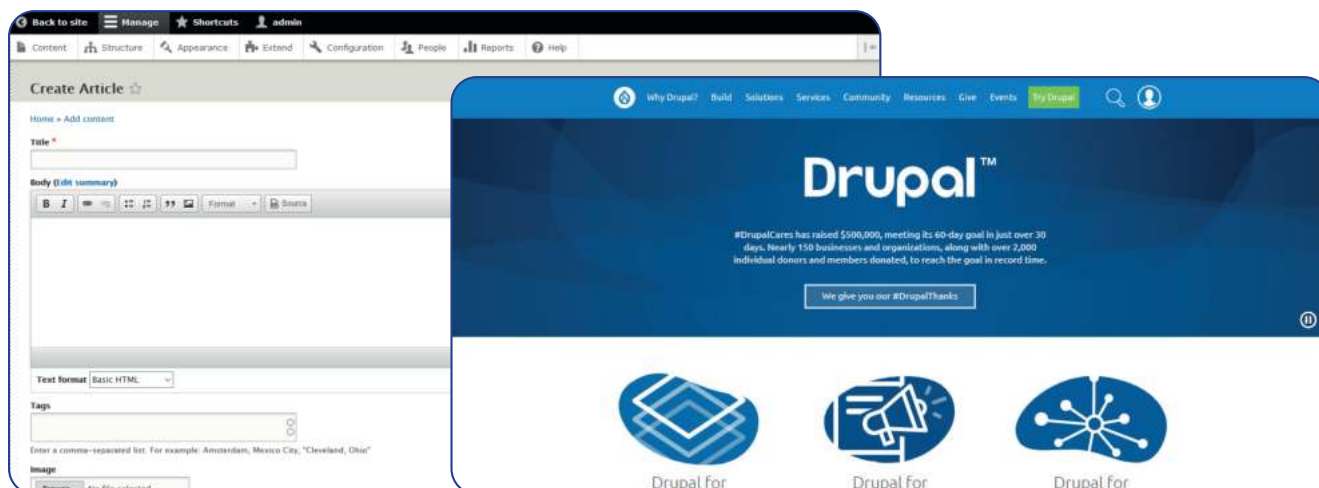 Back to site Manage Shortcuts admin
Content Structure Appearance Extend Configuration People Reports Help
Create Article
Home » Add content
Title *
Body (Edit summary)
B I Format Source
Text format Basic HTML
Tags
Enter a comma-separated list. For example: Amsterdam, Mexico City, "Cleveland, Ohio"
Image
No file selected.
Why Drupal? Build Solutions Services Community Resources Give Events Try Drupal
Drupal™
#DrupalCares has raised $500,000, meeting its 60-day goal in just over 30
days. Nearly 150 businesses and organizations, along with over 2,000
individual donors and members donated, to reach the goal in record time.
We give you our #DrupalThanks
Drupal for Drupal for Drupal for